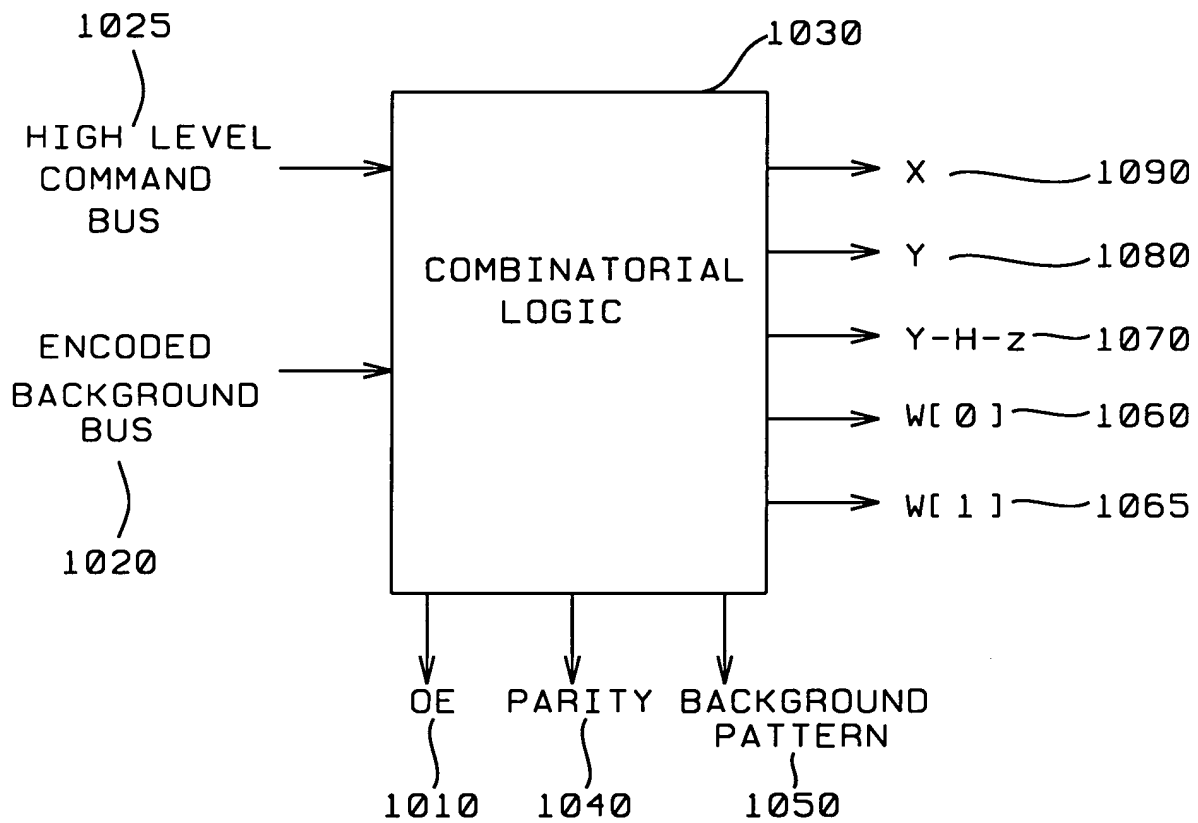 1025
1030
HIGH LEVEL
COMMAND
BUS
X
1090
COMBINATORIAL
LOGIC
Y
1080
ENCODED
BACKGROUND
BUS
Y-H-z
1070
W[0]
1060
W[1]
1065
1020
OE
PARITY
BACKGROUND
PATTERN
1010
1040
1050